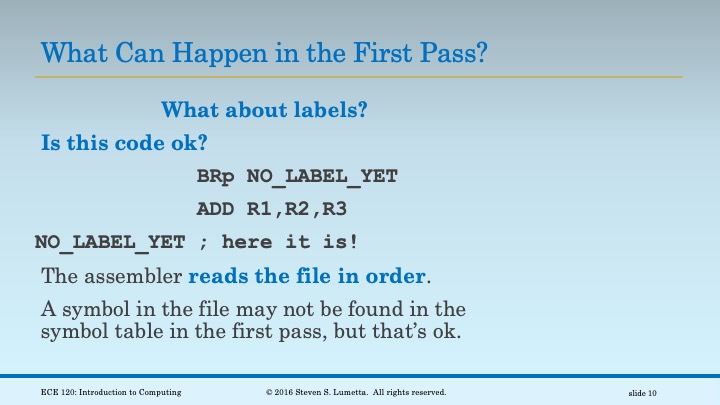 What Can Happen in the First Pass?
What about labels?
Is this code ok?
BRp NO_LABEL_YET
ADD R1,R2,R3
NO_LABEL_YET ; here it is!
The assembler reads the file in order.
A symbol in the file may not be found in the
symbol table in the first pass, but that’s ok.
ECE 120: Introduction to Computing
© 2016 Steven S. Lumetta. All rights reserved.
slide 10